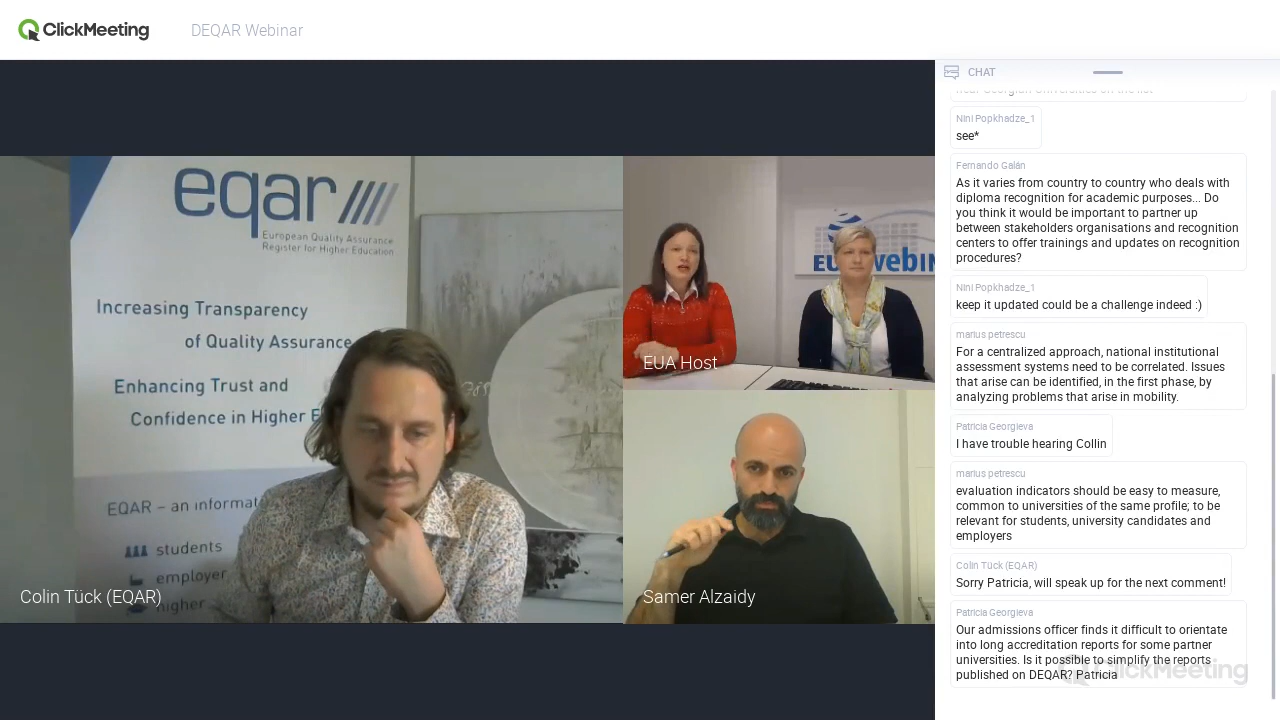 ClickMeeting
DEQAR Webinar
CHAT
near Georgian Universities on the list
Nini Popkhadze_1
see*
Fernando Galán
As it varies from country to country who deals with
diploma recognition for academic purposes... Do
you think it would be important to partner up
between stakeholders organisations and recognition
centers to offer trainings and updates on recognition
procedures?
Nini Popkhadze_1
keep it updated could be a challenge indeed :)
marius petrescu
For a centralized approach, national institutional
assessment systems need to be correlated. Issues
that arise can be identified, in the first phase, by
analyzing problems that arise in mobility.
Patricia Georgieva
I have trouble hearing Collin
marius petrescu
evaluation indicators should be easy to measure,
common to universities of the same profile; to be
relevant for students, university candidates and
employers
Colin Tück (EQAR)
Sorry Patricia, will speak up for the next comment!
Patricia Georgieva
Our admissions officer finds it difficult to orientate
into long accreditation reports for some partner
universities. Is it possible to simplify the reports
published on DEQAR? Patricia
ClickMeeting
eqar
European Quality Assurance
Register for Higher Education
Increasing Transparency
of Quality Assurance
Enhancing Trust and
Confidence in Higher E
EQAR – an informat
students
employer
higher
Colin Tück (EQAR)
EU webIN
EUA Host
Samer Alzaidy